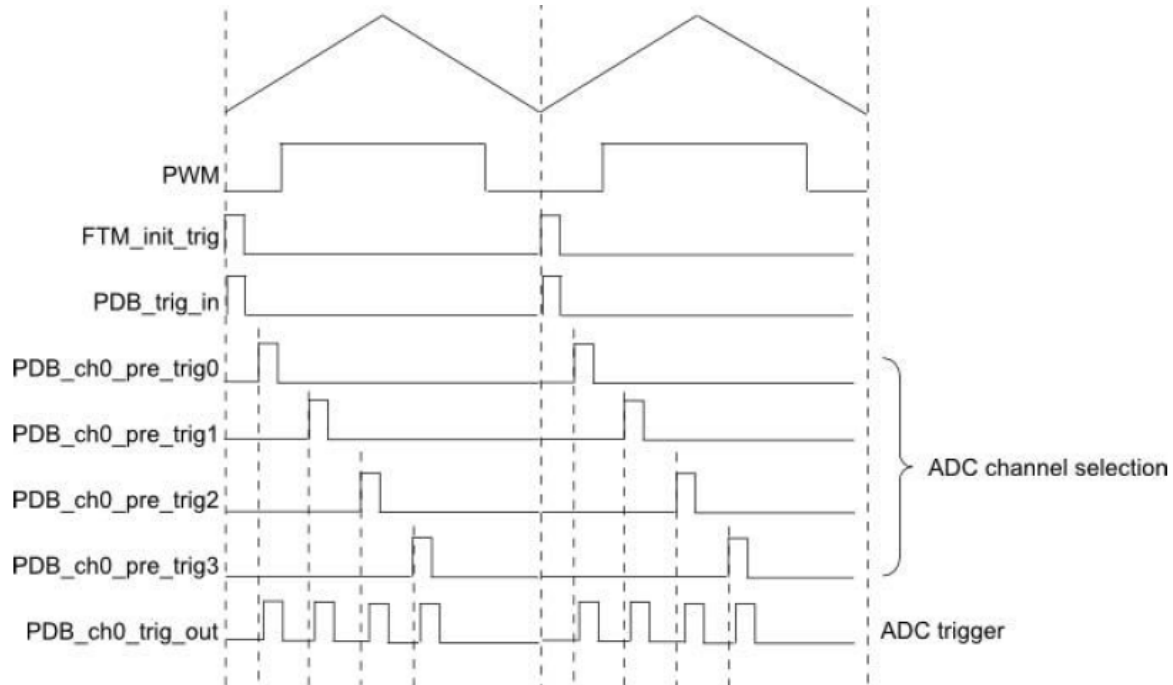 PWM
FTM_init_trig
PDB_trig_in
PDB_ch0_pre_trig0
PDB_ch0_pre_trig1
PDB_ch0_pre_trig2
PDB_ch0_pre_trig3
ADC channel selection
PDB_ch0_trig_out
ADC trigger